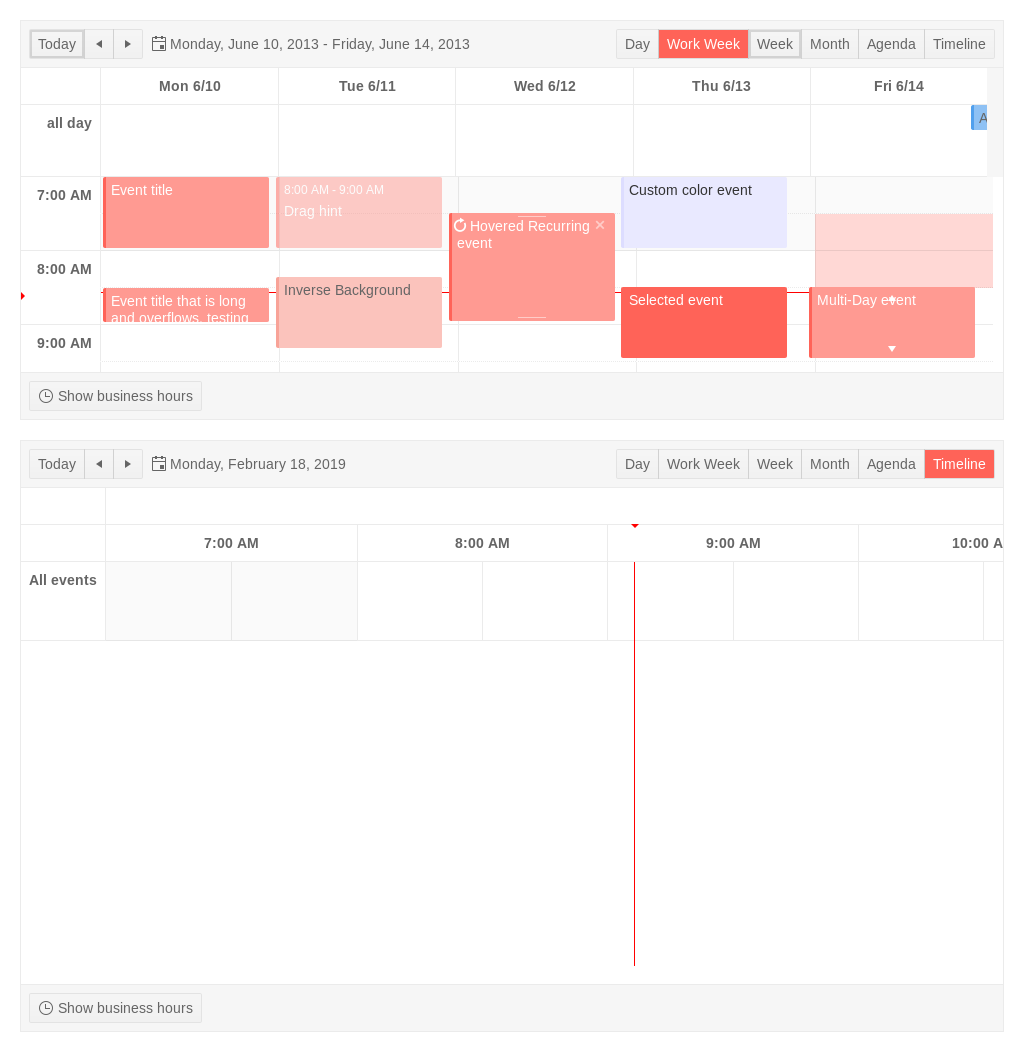 Today Monday, June 10, 2013 - Friday, June 14, 2013 Day Work Week Week Month Agenda Timeline
Mon 6/10 Tue 6/11 Wed 6/12 Thu 6/13 Fri 6/14
all day A
7:00 AM Event title 8:00 AM - 9:00 AM Custom color event
Drag hint
Hovered Recurring
event
8:00 AM Inverse Background
Event title that is long Selected event Multi-Day event
and overflows, testing
9:00 AM
Show business hours
Today Monday, February 18, 2019 Day Work Week Week Month Agenda Timeline
7:00 AM 8:00 AM 9:00 AM 10:00 A
All events
Show business hours